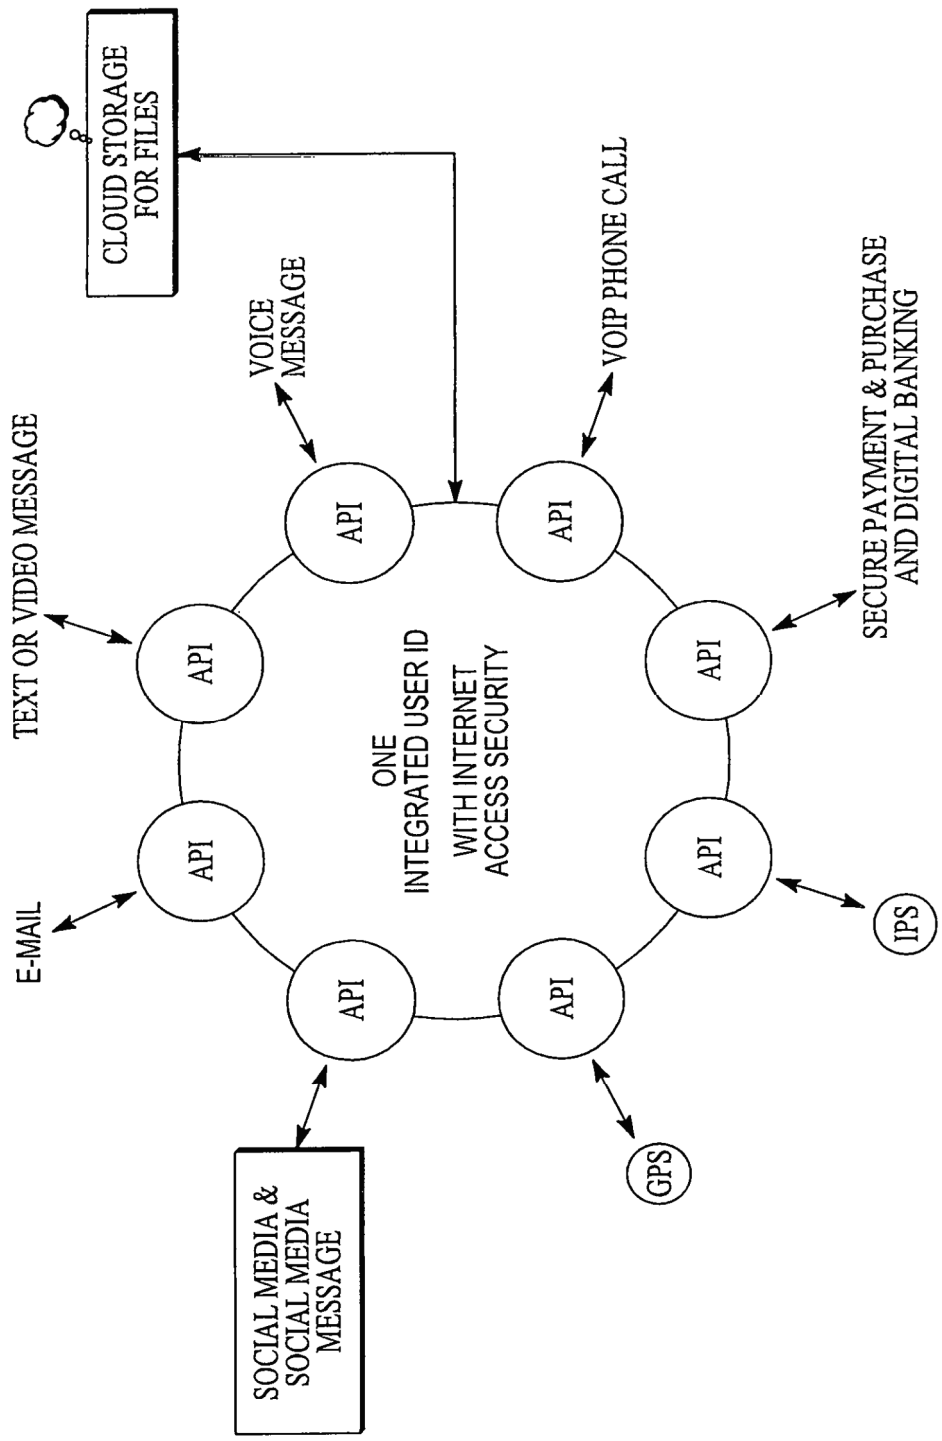 CLOUD STORAGE
FOR FILES
TEXT OR VIDEO MESSAGE
VOICE
MESSAGE
E-MAIL
API
API
API
API
SOCIAL MEDIA &
SOCIAL MEDIA
MESSAGE
ONE
INTEGRATED USER ID
WITH INTERNET
ACCESS SECURITY
VOIP PHONE CALL
API
API
API
API
GPS
IPS
SECURE PAYMENT & PURCHASE
AND DIGITAL BANKING